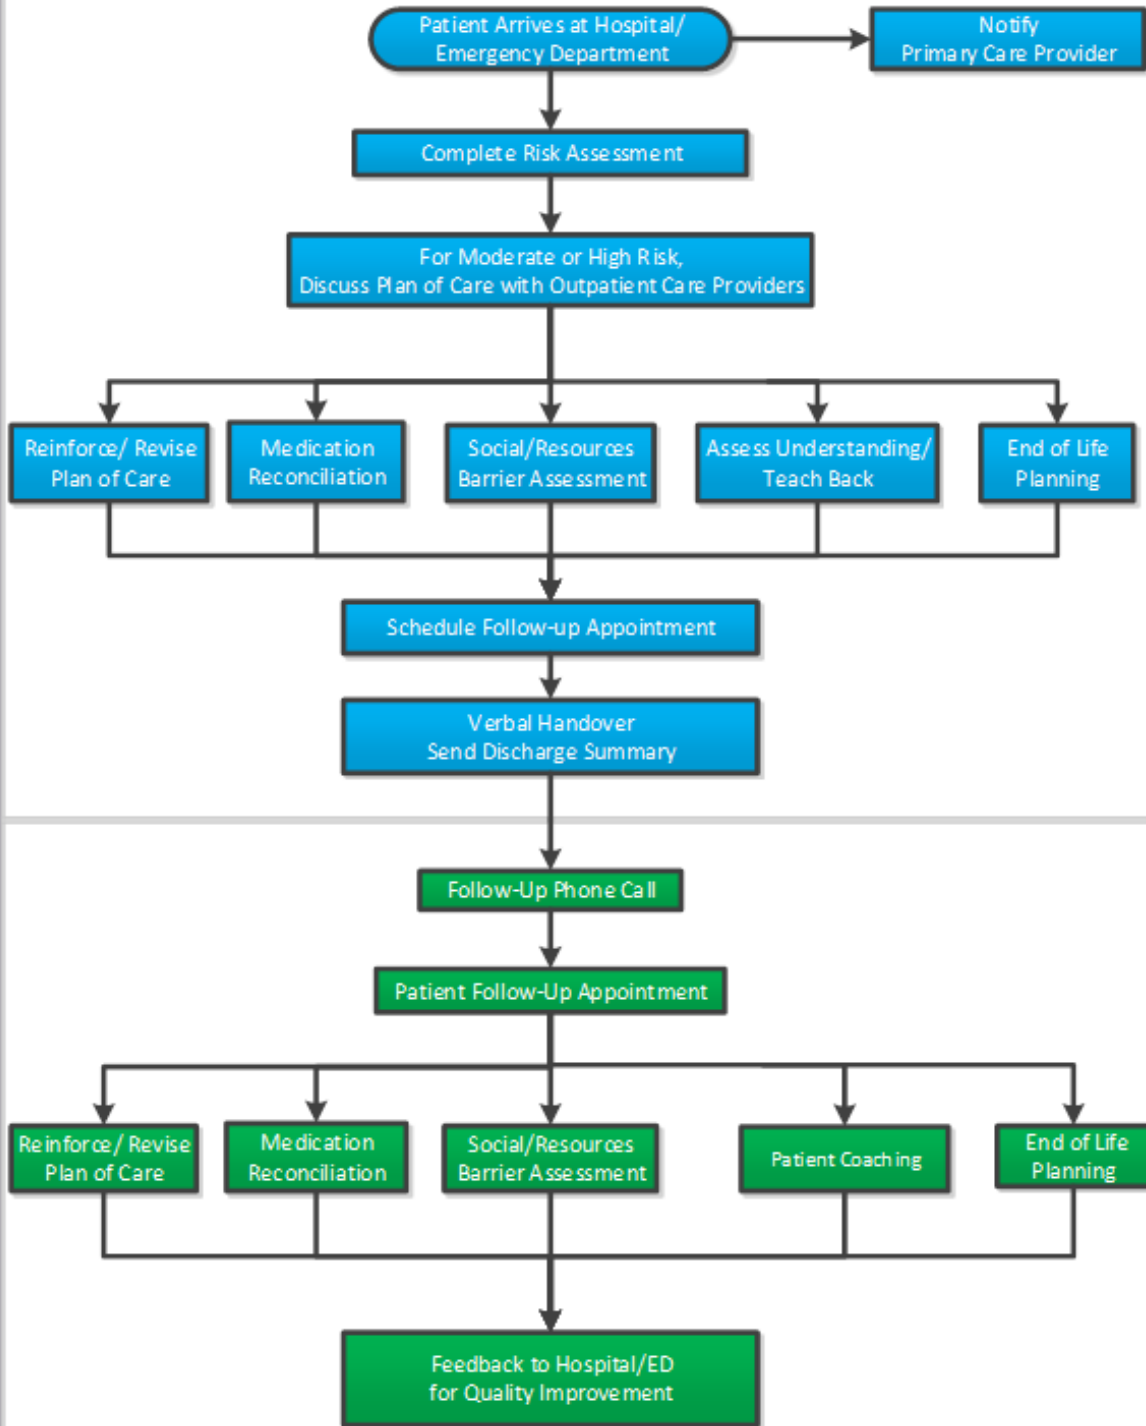 Patient Arrives at Hospital/
Emergency Department
Notify
Primary Care Provider
Complete Risk Assessment
For Moderate or High Risk,
Discuss Plan of Care with Outpatient Care Providers
Reinforce/ Revise
Plan of Care
Medication
Reconciliation
Social/Resources
Barrier Assessment
Assess Understanding/
Teach Back
End of Life
Planning
Schedule Follow-up Appointment
Verbal Handover
Send Discharge Summary
Follow-Up Phone Call
Patient Follow-Up Appointment
Reinforce/ Revise
Plan of Care
Medication
Reconciliation
Social/Resources
Barrier Assessment
Patient Coaching
End of Life
Planning
Feedback to Hospital/ED
for Quality Improvement